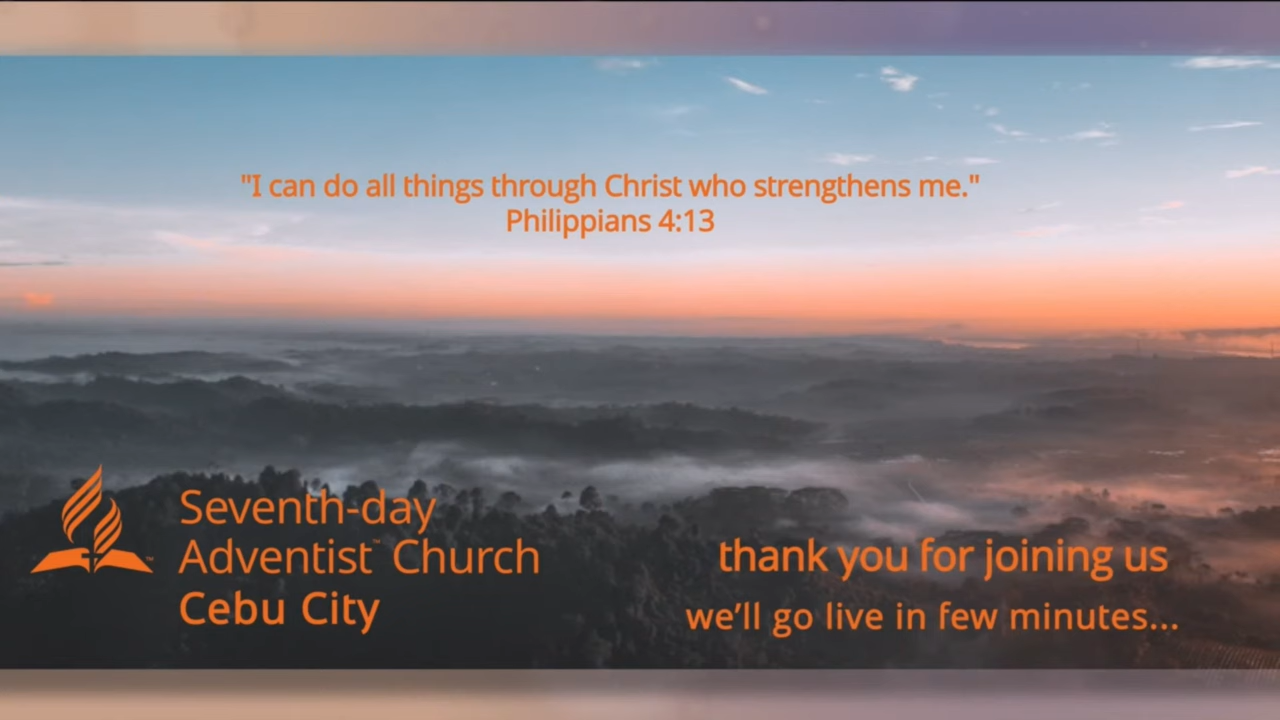 "I can do all things through Christ who strengthens me."
Philippians 4:13
Seventh-day
Adventist™ Church
Cebu City
thank you for joining us
we'll go live in few minutes...